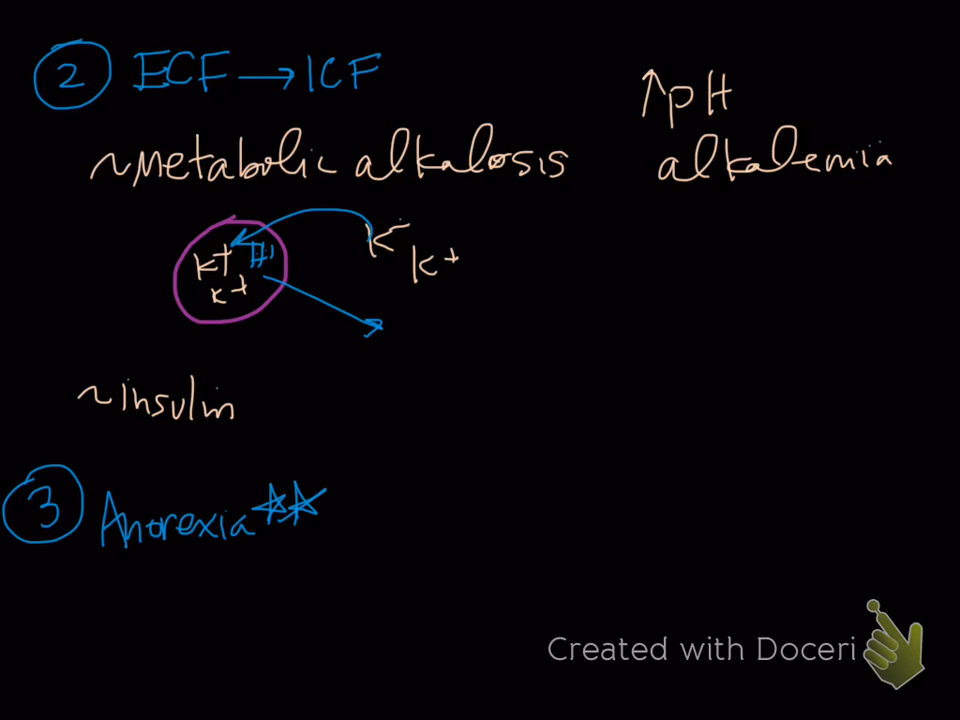 2 ECF → ICF
↑pH
~Metabolic alkalosis
alkalemia
K+ H+ K-
K+ K+
~insulin
3 Anorexia☆☆
Created with Doceri